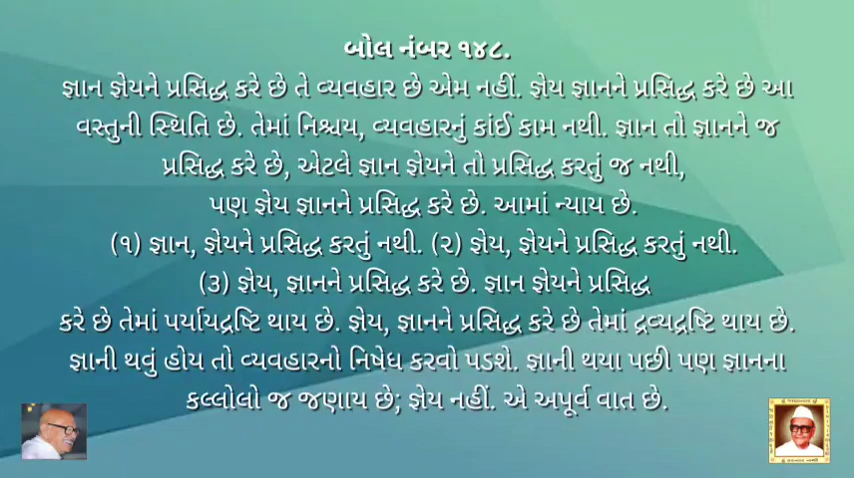 બોલ નંબર ૧૪૮.
જ્ઞાન જ્ઞેયને પ્રસિદ્ધ કરે છે તે વ્યવહાર છે એમ નહીં. જ્ઞેય જ્ઞાનને પ્રસિદ્ધ કરે છે આ
વસ્તુની સ્થિતિ છે. તેમાં નિશ્ચય, વ્યવહારનું કાંઈ કામ નથી. જ્ઞાન તો જ્ઞાનને જ
પ્રસિદ્ધ કરે છે, એટલે જ્ઞાન જ્ઞેયને તો પ્રસિદ્ધ કરતું જ નથી,
પણ જ્ઞેય જ્ઞાનને પ્રસિદ્ધ કરે છે. આમાં ન્યાય છે.
(૧) જ્ઞાન, જ્ઞેયને પ્રસિદ્ધ કરતું નથી. (૨) જ્ઞેય, જ્ઞેયને પ્રસિદ્ધ કરતું નથી.
(૩) જ્ઞેય, જ્ઞાનને પ્રસિદ્ધ કરે છે. જ્ઞાન જ્ઞેયને પ્રસિદ્ધ
કરે છે તેમાં પર્યાયદ્રષ્ટિ થાય છે. જ્ઞેય, જ્ઞાનને પ્રસિદ્ધ કરે છે તેમાં દ્રવ્યદ્રષ્ટિ થાય છે.
જ્ઞાની થવું હોય તો વ્યવહારનો નિષેધ કરવો પડશે. જ્ઞાની થયા પછી પણ જ્ઞાનના
કલ્લોલો જ જણાય છે; જ્ઞેય નહીં. એ અપૂર્વ વાત છે.